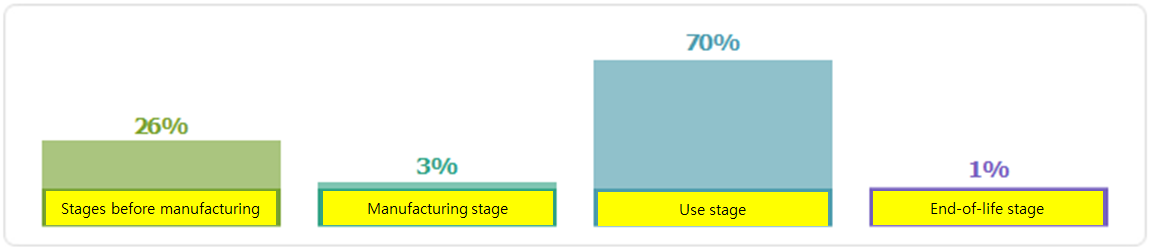 26%
Stages before manufacturing
3%
Manufacturing stage
70%
Use stage
1%
End-of-life stage